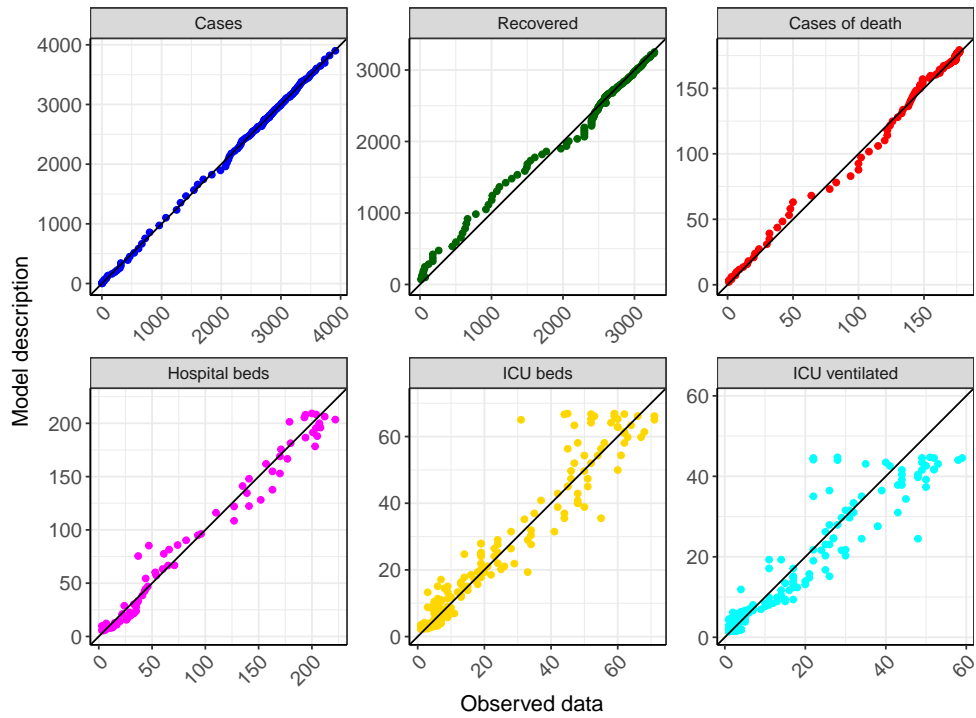 Cases
Recovered
Cases of death
4000
3000
2000
1000
0
3000
2000
1000
0
150
100
50
0
0 1000 2000 3000 4000
0 1000 2000 3000
0 50 100 150
Model description
Hospital beds
ICU beds
ICU ventilated
200
150
100
50
0
60
40
20
0
60
40
20
0
0 50 100 150 200
0 20 40 60
0 20 40 60
Observed data